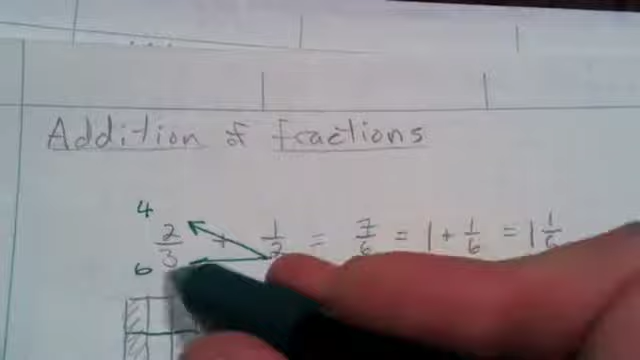 Addition of fractions
4
2/3 + 1/2 = 7/6 = 1 + 1/6 = 1 1/6
6